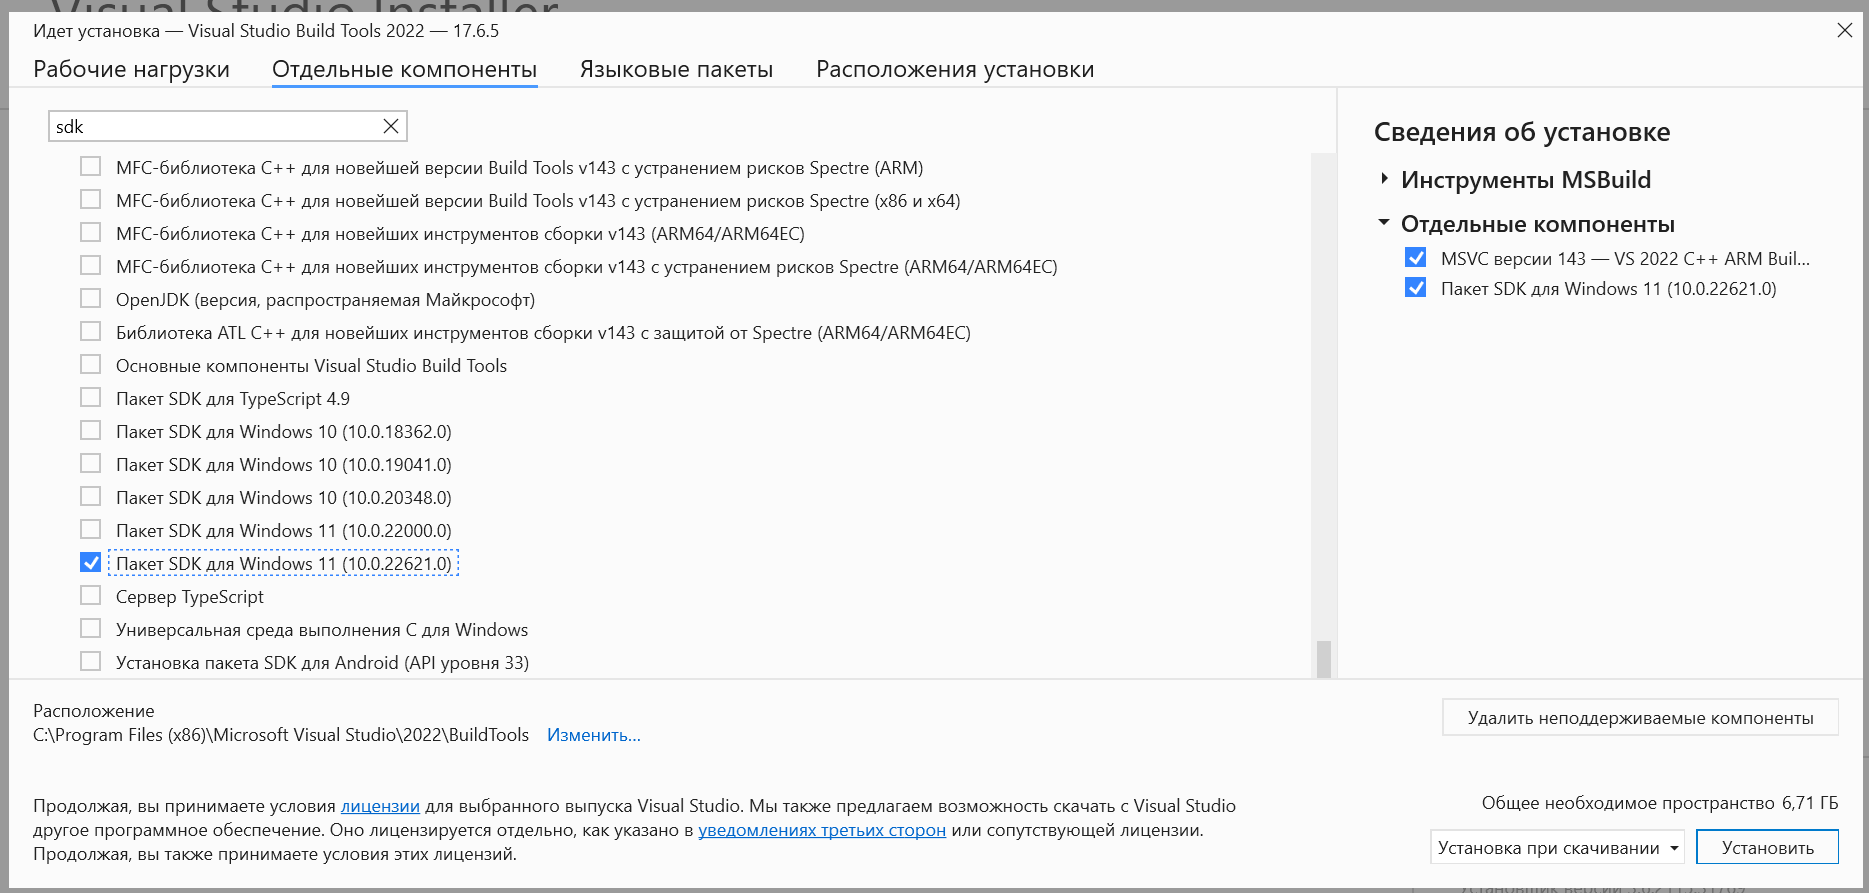 Visual Studio Installer
Идет установка — Visual Studio Build Tools 2022 — 17.6.5
Рабочие нагрузки
Отдельные компоненты
Языковые пакеты
Расположения установки
sdk
MFC-библиотека C++ для новейшей версии Build Tools v143 с устранением рисков Spectre (ARM)
MFC-библиотека C++ для новейшей версии Build Tools v143 с устранением рисков Spectre (x86 и x64)
MFC-библиотека C++ для новейших инструментов сборки v143 (ARM64/ARM64EC)
MFC-библиотека C++ для новейших инструментов сборки v143 с устранением рисков Spectre (ARM64/ARM64EC)
OpenJDK (версия, распространяемая Майкрософт)
Библиотека ATL C++ для новейших инструментов сборки v143 с защитой от Spectre (ARM64/ARM64EC)
Основные компоненты Visual Studio Build Tools
Пакет SDK для TypeScript 4.9
Пакет SDK для Windows 10 (10.0.18362.0)
Пакет SDK для Windows 10 (10.0.19041.0)
Пакет SDK для Windows 10 (10.0.20348.0)
Пакет SDK для Windows 11 (10.0.22000.0)
Пакет SDK для Windows 11 (10.0.22621.0)
Сервер TypeScript
Универсальная среда выполнения C для Windows
Установка пакета SDK для Android (API уровня 33)
Сведения об установке
Инструменты MSBuild
Отдельные компоненты
MSVC версии 143 — VS 2022 C++ ARM Buil...
Пакет SDK для Windows 11 (10.0.22621.0)
Расположение
C:\Program Files (x86)\Microsoft Visual Studio\2022\BuildTools Изменить...
Удалить неподдерживаемые компоненты
Продолжая, вы принимаете условия лицензии для выбранного выпуска Visual Studio. Мы также предлагаем возможность скачать с Visual Studio
другое программное обеспечение. Оно лицензируется отдельно, как указано в уведомлениях третьих сторон или сопутствующей лицензии.
Продолжая, вы также принимаете условия этих лицензий.
Общее необходимое пространство 6,71 ГБ
Установка при скачивании
Установить